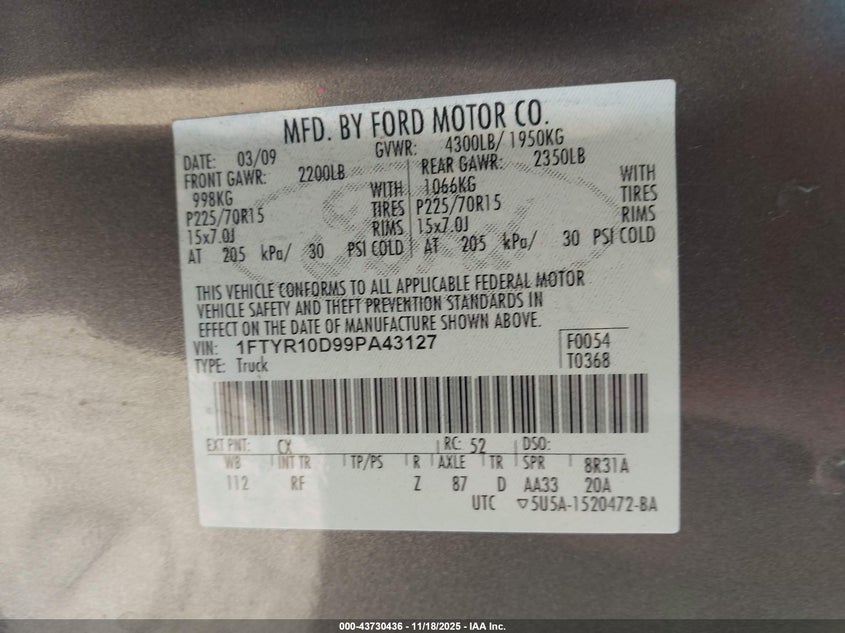 MFD. BY FORD MOTOR CO.
DATE: 03/09 GVWR: 4300LB/ 1950KG
FRONT GAWR: 2200LB REAR GAWR: 2350LB
998KG WITH 1066KG WITH
P225/70R15 TIRES P225/70R15 TIRES
15x7.0J RIMS 15x7.0J RIMS
AT 205 kPa/ 30 PSI COLD AT 205 kPa/ 30 PSI COLD
THIS VEHICLE CONFORMS TO ALL APPLICABLE FEDERAL MOTOR
VEHICLE SAFETY AND THEFT PREVENTION STANDARDS IN
EFFECT ON THE DATE OF MANUFACTURE SHOWN ABOVE.
VIN: 1FTYR10D99PA43127 F0054
TYPE: Truck T0368
EXT PNT: CX RC: 52 DSO:
WB INT TR TP/PS R AXLE TR SPR 8R31A
112 RF Z 87 D AA33 20A
UTC ▽5U5A-1520472-BA
000-43730436 - 11/18/2025 - IAA Inc.